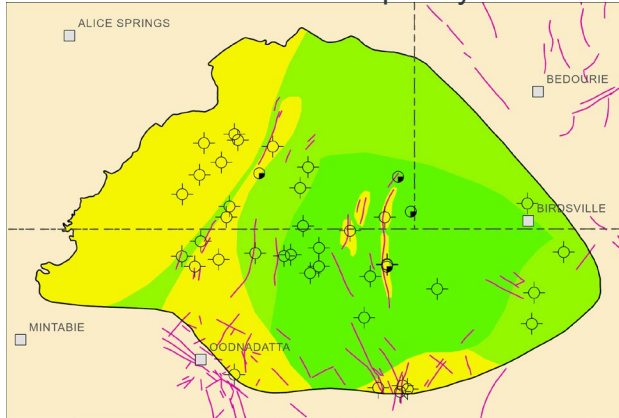 ALICE SPRINGS
BEDOURIE
BIRDSVILLE
MINTABIE
OODNADATTA